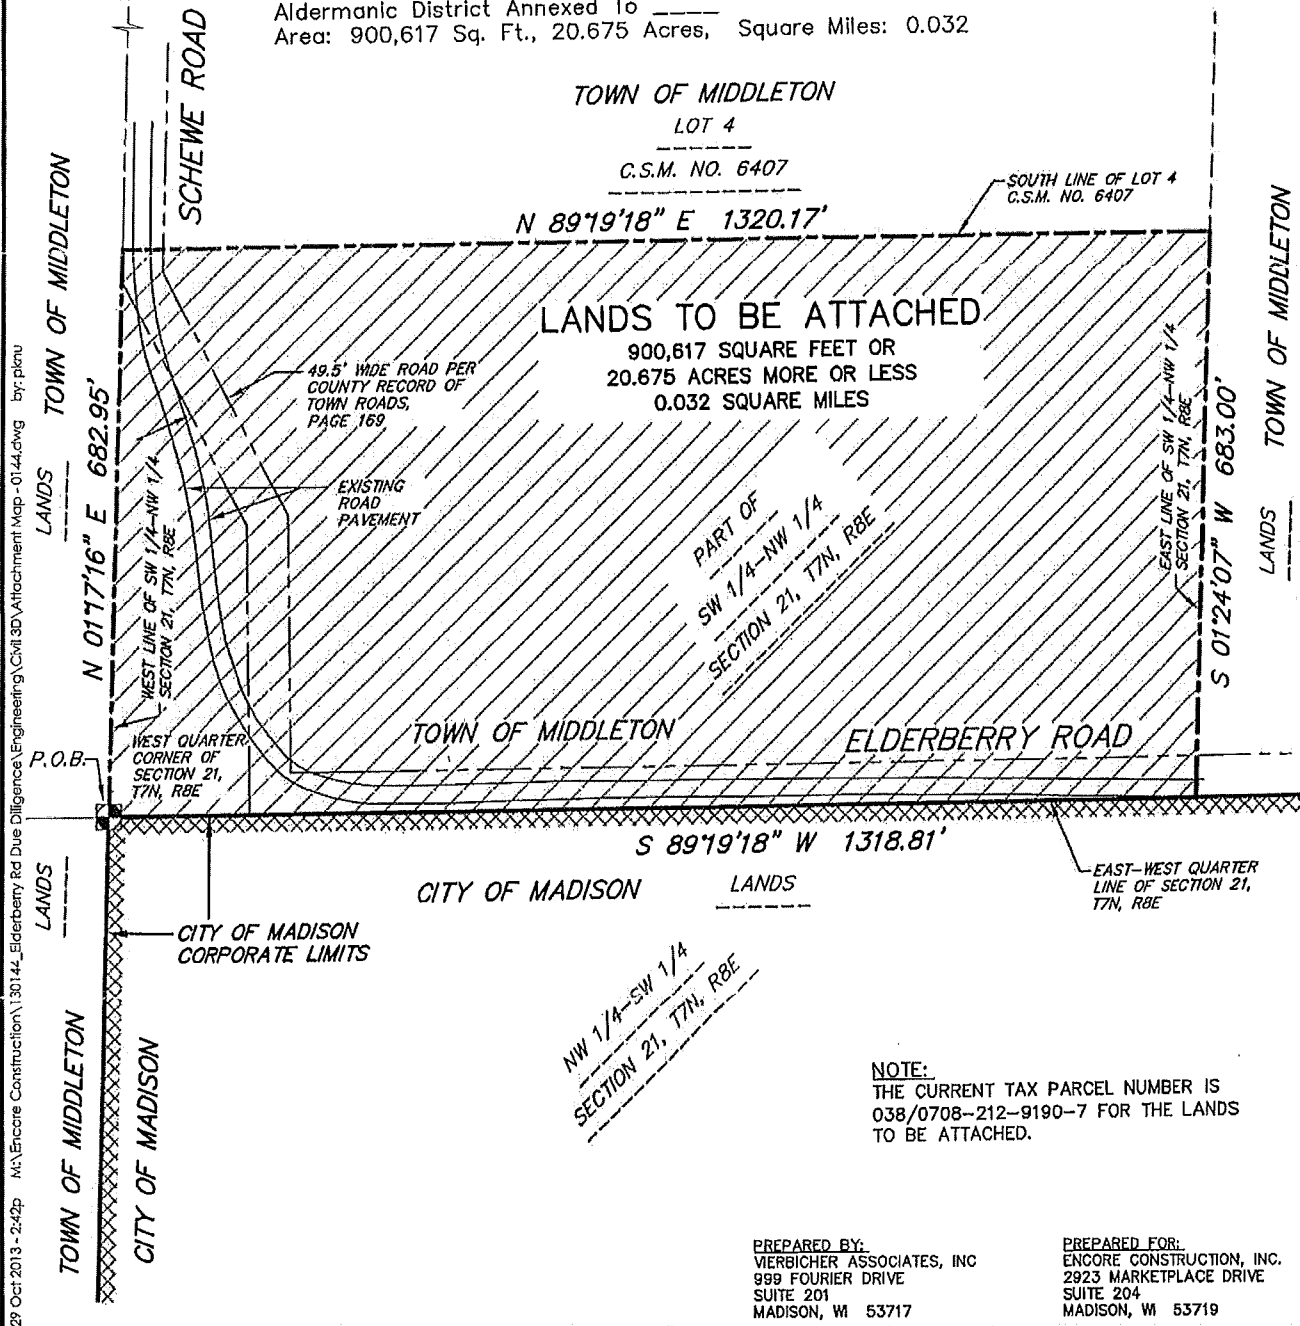 Aldermanic District Annexed To ____
Area: 900,617 Sq. Ft., 20.675 Acres, Square Miles: 0.032
SCHEWE ROAD
TOWN OF MIDDLETON
LOT 4
C.S.M. NO. 6407
SOUTH LINE OF LOT 4
C.S.M. NO. 6407
N 89°19'18" E 1320.17'
LANDS TO BE ATTACHED
900,617 SQUARE FEET OR
20.675 ACRES MORE OR LESS
0.032 SQUARE MILES
49.5' WIDE ROAD PER
COUNTY RECORD OF
TOWN ROADS,
PAGE 169
EXISTING
ROAD
PAVEMENT
TOWN OF MIDDLETON
LANDS
N 01°17'16" E 682.95'
WEST LINE OF SW 1/4-NW 1/4
SECTION 21, T7N, R8E
PART OF
SW 1/4-NW 1/4
SECTION 21, T7N, R8E
EAST LINE OF SW 1/4-NW 1/4
SECTION 21, T7N, R8E
S 01°24'07" W 683.00'
TOWN OF MIDDLETON
LANDS
TOWN OF MIDDLETON
ELDERBERRY ROAD
WEST QUARTER
CORNER OF
SECTION 21,
T7N, R8E
P.O.B.
S 89°19'18" W 1318.81'
CITY OF MADISON
LANDS
EAST-WEST QUARTER
LINE OF SECTION 21,
T7N, R8E
LANDS
CITY OF MADISON
CORPORATE LIMITS
NW 1/4-SW 1/4
SECTION 21, T7N, R8E
TOWN OF MIDDLETON
CITY OF MADISON
NOTE:
THE CURRENT TAX PARCEL NUMBER IS
038/0708-212-9190-7 FOR THE LANDS
TO BE ATTACHED.
PREPARED BY:
VIERBICHER ASSOCIATES, INC
999 FOURIER DRIVE
SUITE 201
MADISON, WI 53717
PREPARED FOR:
ENCORE CONSTRUCTION, INC.
2923 MARKETPLACE DRIVE
SUITE 204
MADISON, WI 53719
29 Oct 2013 - 2:42p M:\Encore Construction\130144_Elderberry Rd Due Diligence\Engineering\Civil 3D\Attachment Map - 0144.dwg by: